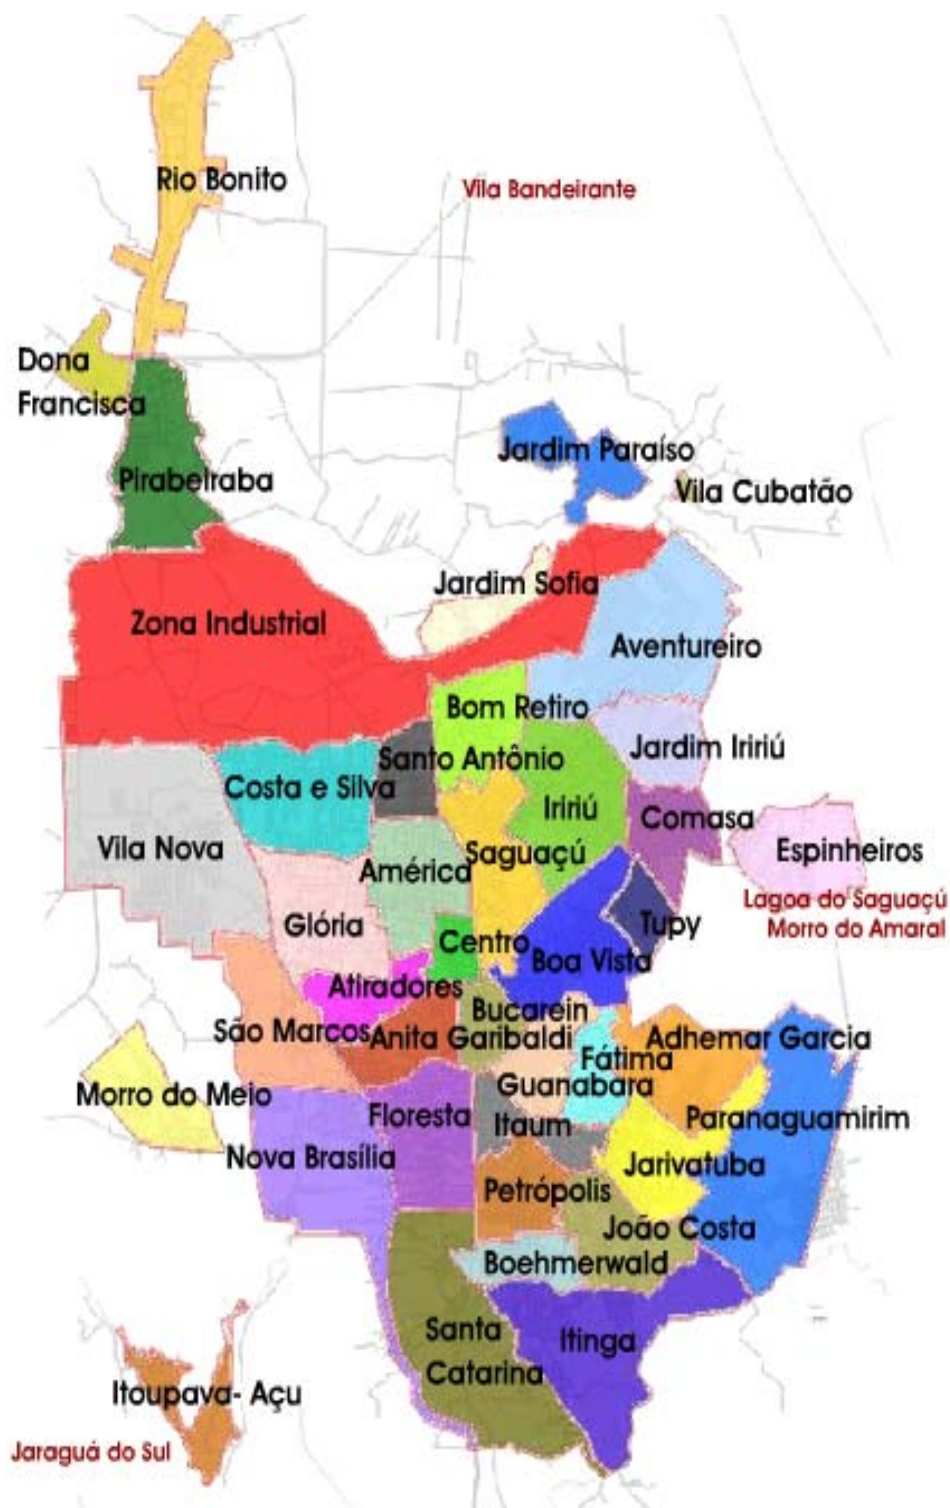 Rio Bonito
Vila Bandeirante
Dona
Francisca
Jardim Paraíso
Pirabeiraba
Vila Cubatão
Jardim Sofia
Zona Industrial
Aventureiro
Bom Retiro
Jardim Iririú
Santo Antônio
Costa e Silva
Iririú
Comasa
Vila Nova
Saguaçú
Espinheiros
América
Lagoa do Saguaçú
Glória
Tupy
Morro do Amaral
Centro
Boa Vista
Atiradores
Bucarein
São Marcos
Anita Garibaldi
Adhemar Garcia
Fátima
Guanabara
Morro do Meio
Floresta
Paranaguamirim
Itaum
Nova Brasília
Jarivatuba
Petrópolis
João Costa
Boehmerwald
Santa
Catarina
Itinga
Itoupava- Açu
Jaraguá do Sul